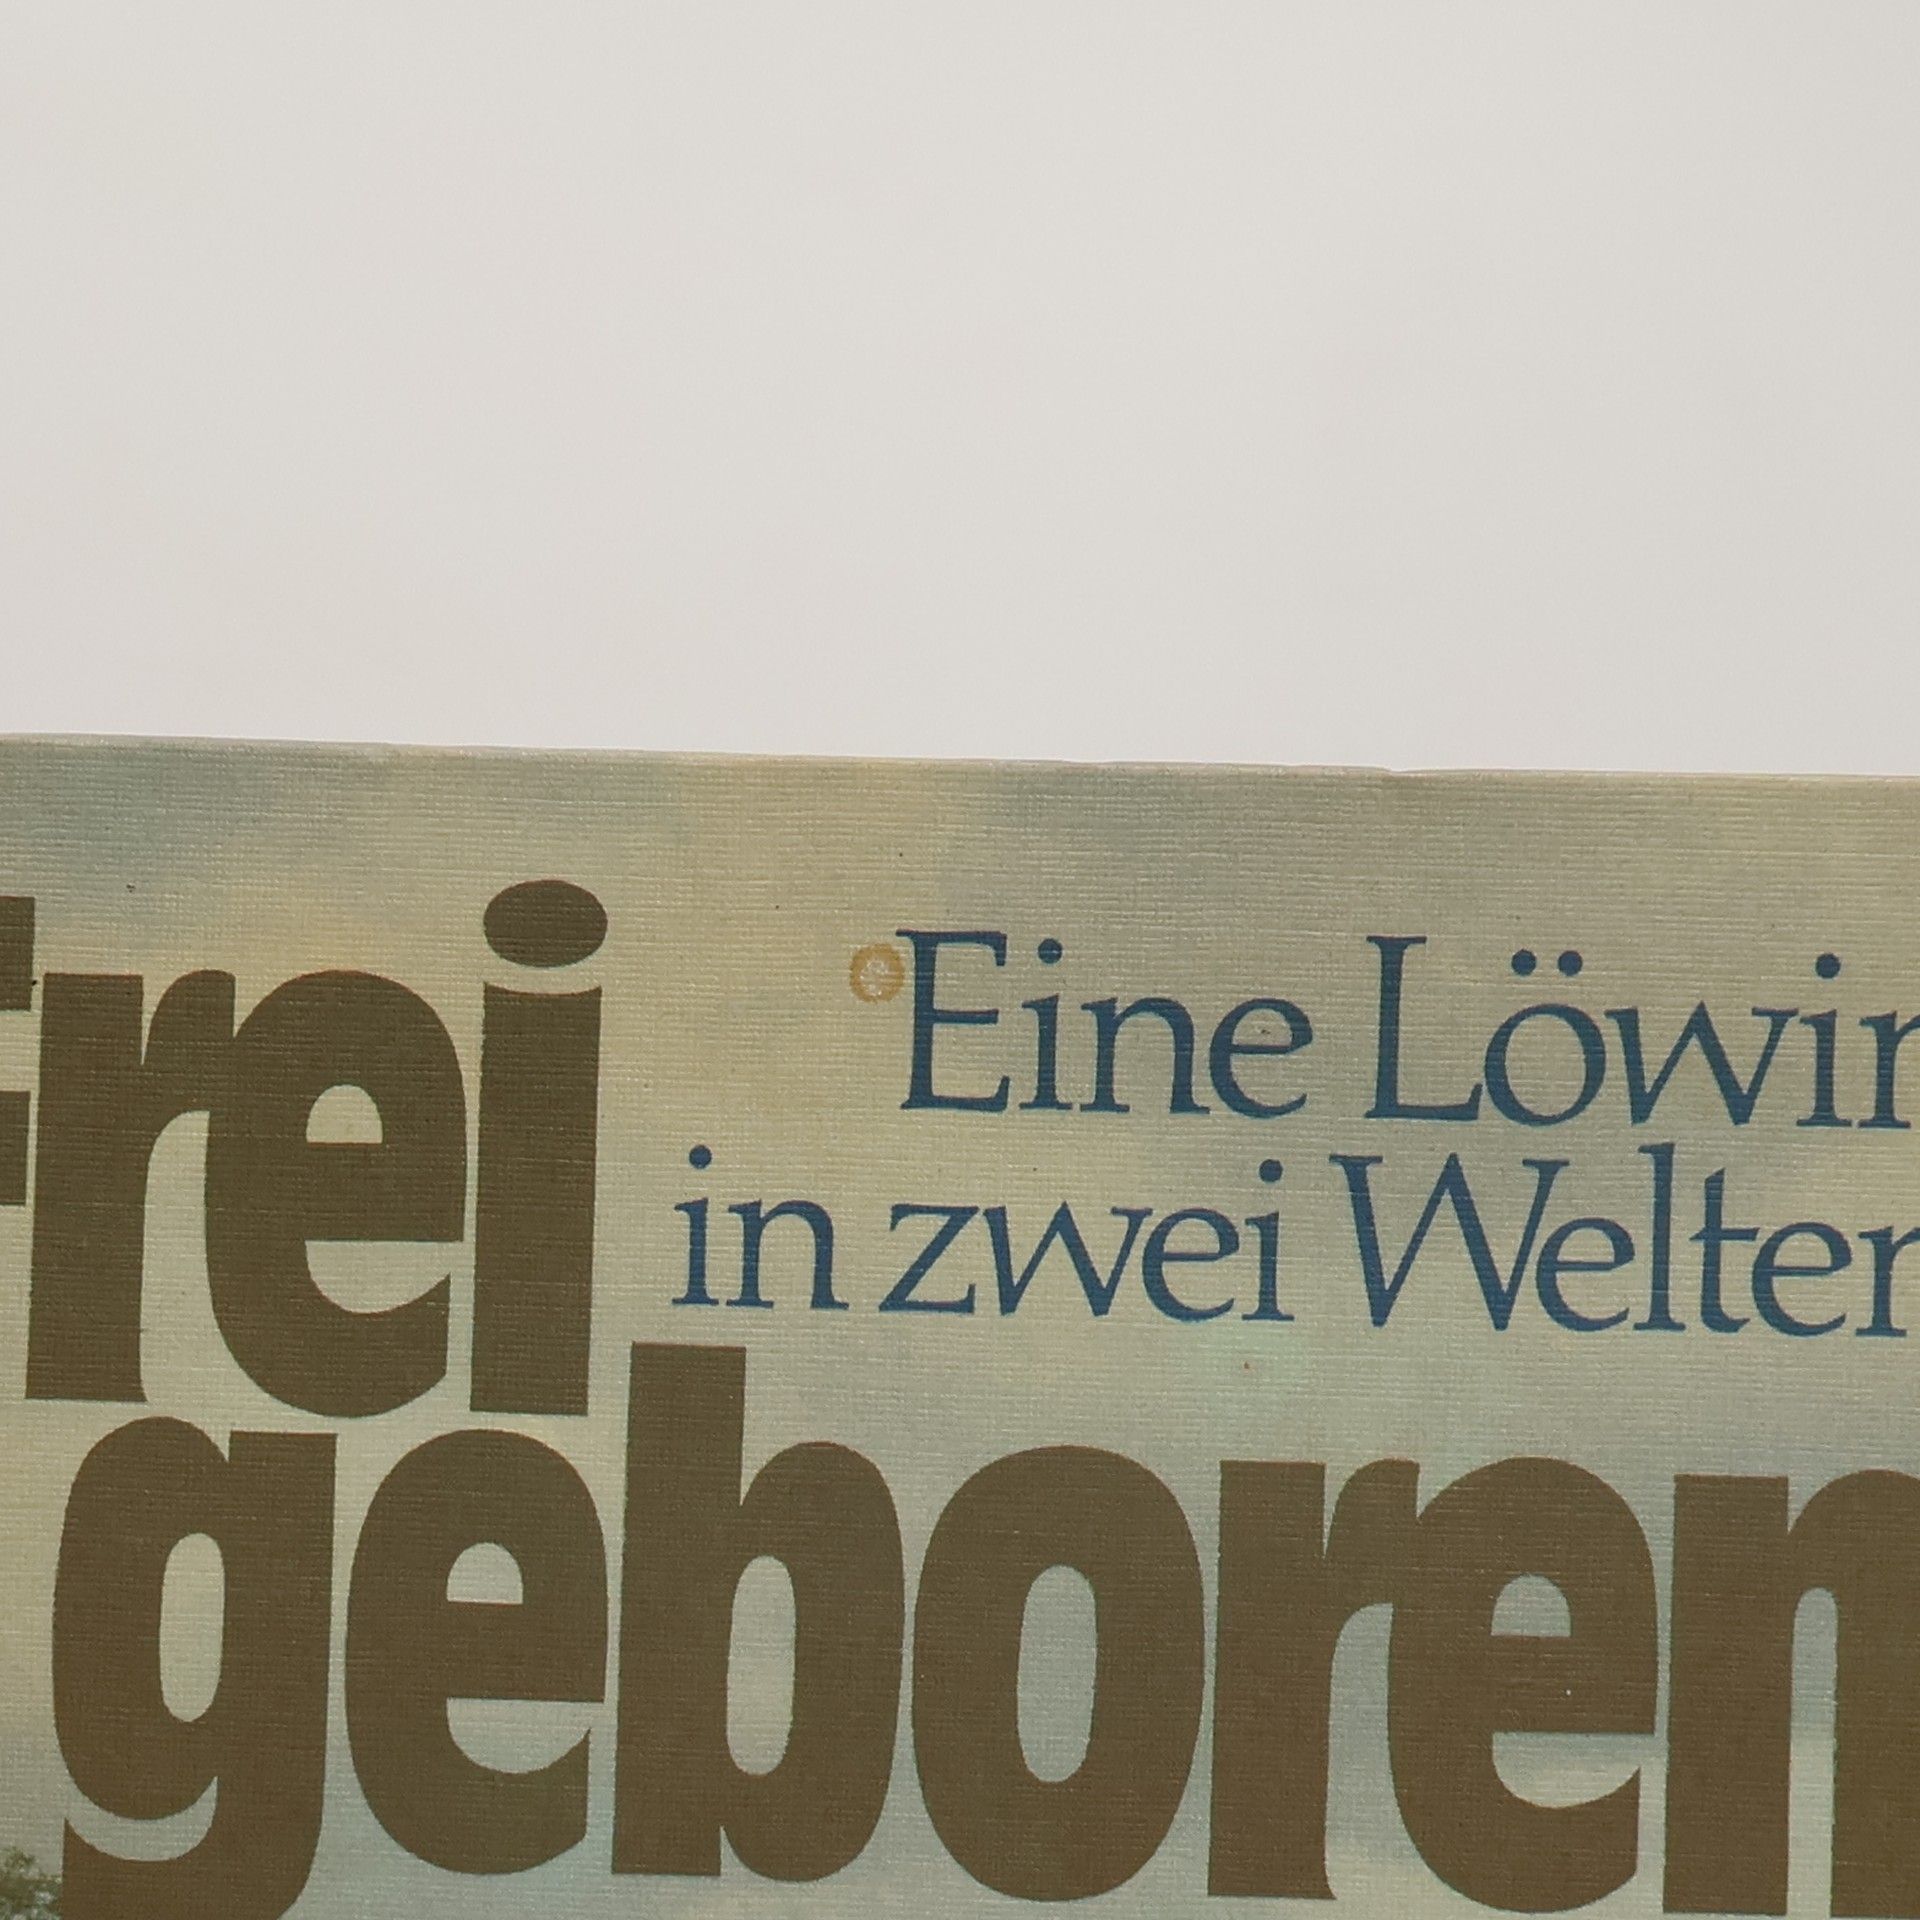 Frei
Eine Löwin
in zwei Welten
geboren